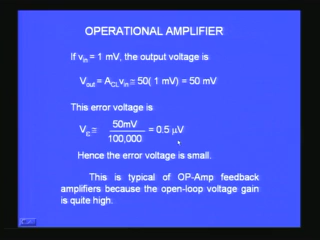 OPERATIONAL AMPLIFIER
If vin = 1 mV, the output voltage is
Vout = ACLvin ≅ 50( 1 mV) = 50 mV
This error voltage is
50mV
Vic ≅ ——— = 0.5 µV
100,000
Hence the error voltage is small.
This is typical of OP-Amp feedback
amplifiers because the open-loop voltage gain
is quite high.